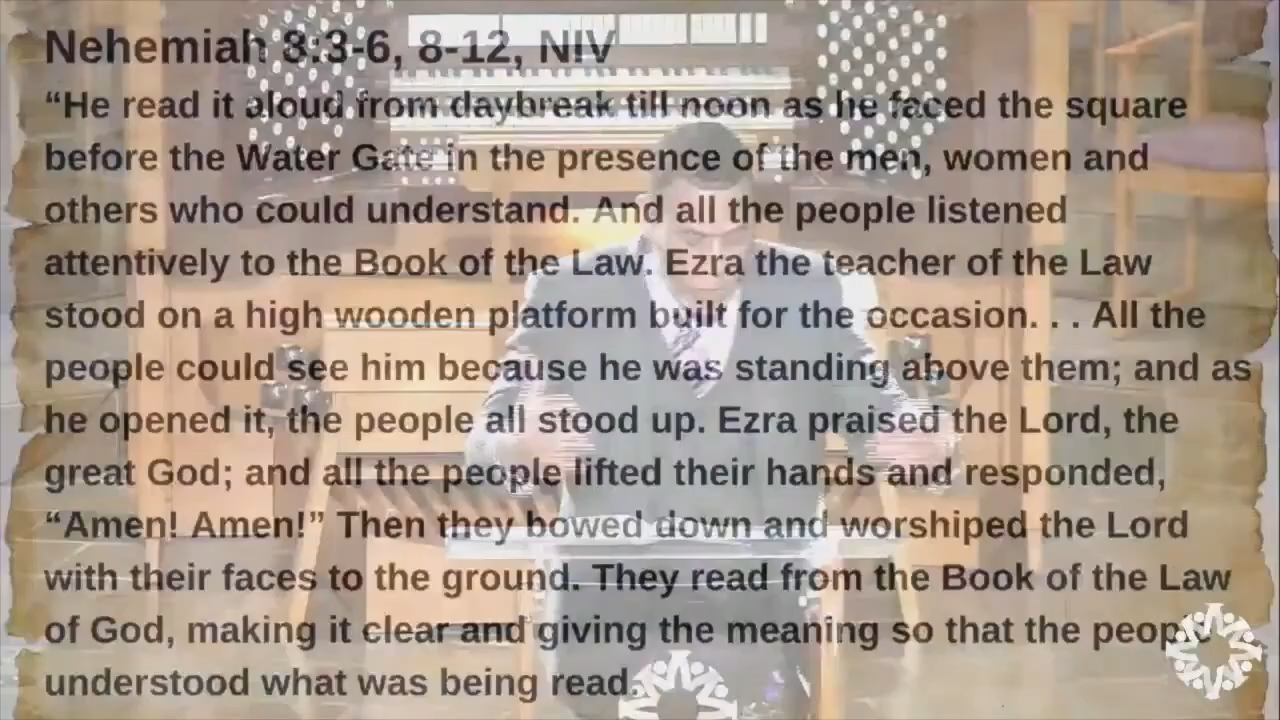 Nehemiah 8:3-6, 8-12, NIV
“He read it aloud from daybreak till noon as he faced the square
before the Water Gate in the presence of the men, women and
others who could understand. And all the people listened
attentively to the Book of the Law. Ezra the teacher of the Law
stood on a high wooden platform built for the occasion. . . All the
people could see him because he was standing above them; and as
he opened it, the people all stood up. Ezra praised the Lord, the
great God; and all the people lifted their hands and responded,
“Amen! Amen!” Then they bowed down and worshiped the Lord
with their faces to the ground. They read from the Book of the Law
of God, making it clear and giving the meaning so that the people
understood what was being read.